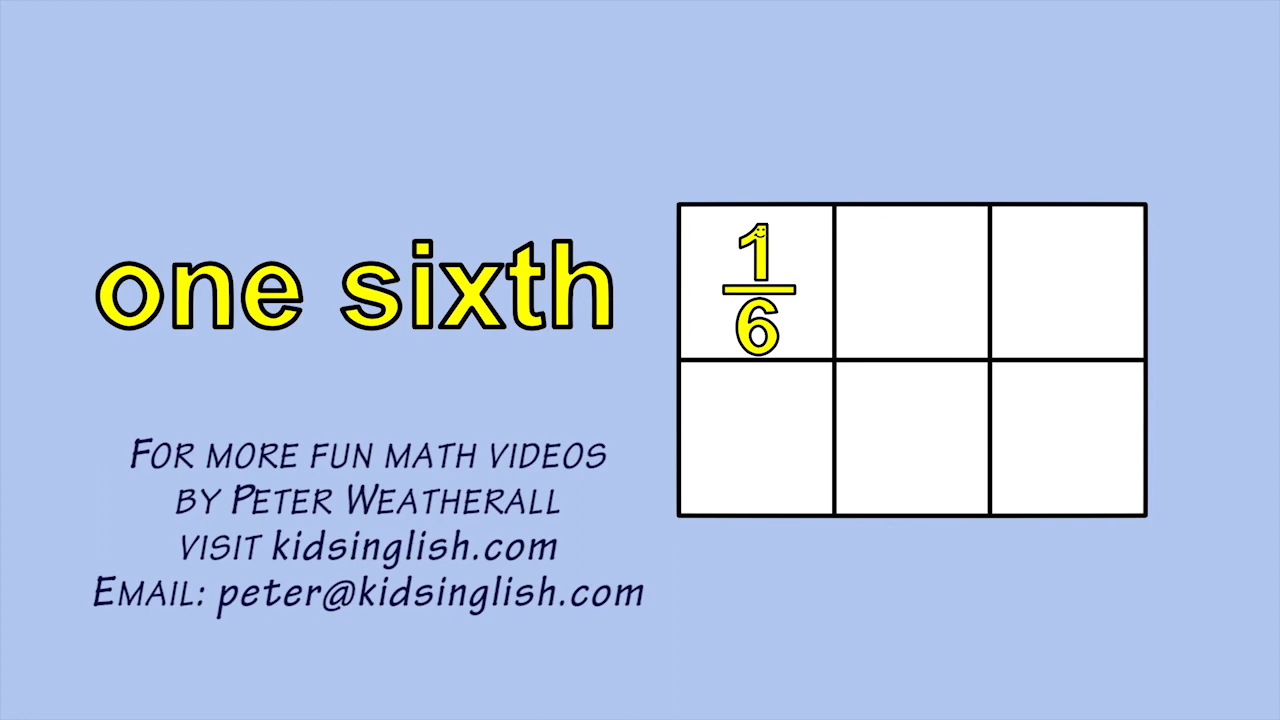 one sixth
1
6
FOR MORE FUN MATH VIDEOS
BY PETER WEATHERALL
VISIT kidsinglish.com
EMAIL: peter@kidsinglish.com